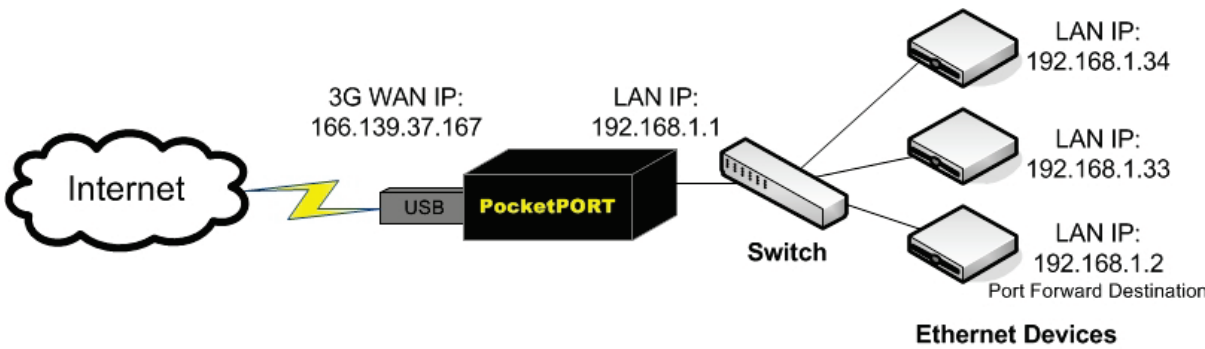 Internet
3G WAN IP:
166.139.37.167
USB
PocketPORT
LAN IP:
192.168.1.1
Switch
LAN IP:
192.168.1.34
LAN IP:
192.168.1.33
LAN IP:
192.168.1.2
Port Forward Destination
Ethernet Devices